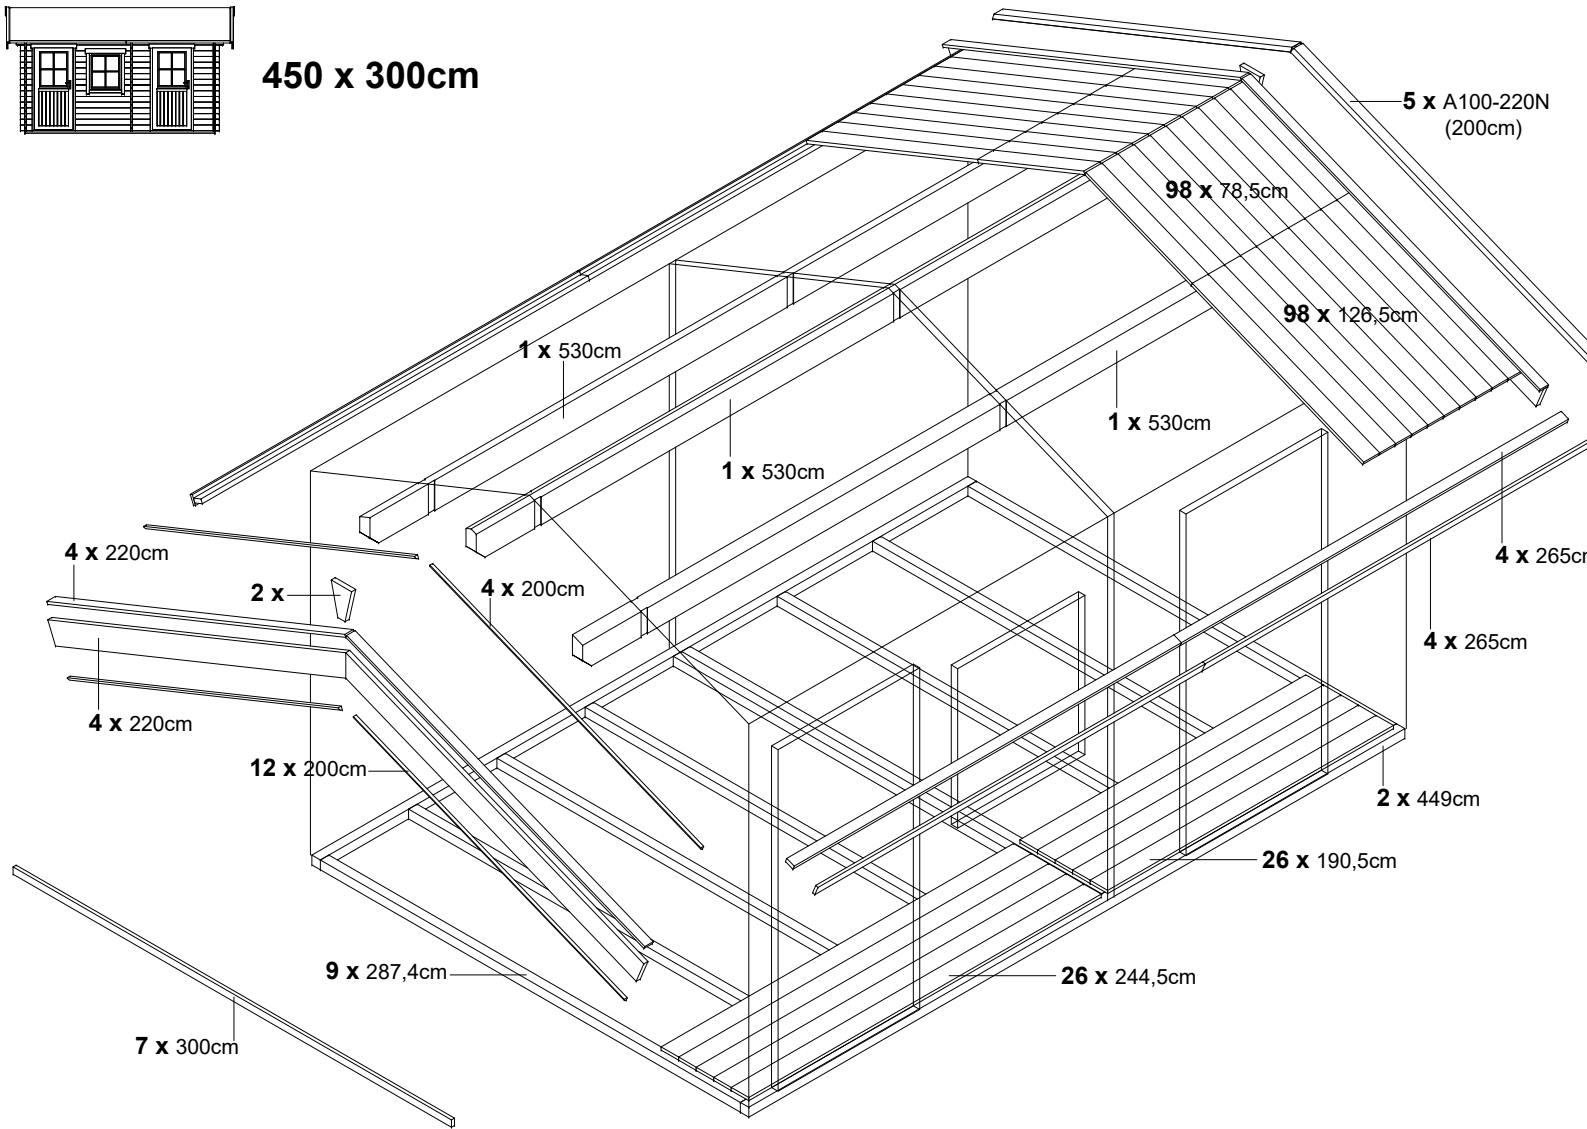 450 x 300cm
5 x A100-220N
(200cm)
98 x 78,5cm
98 x 126,5cm
1 x 530cm
1 x 530cm
1 x 530cm
4 x 220cm
2 x
4 x 200cm
4 x 265cm
4 x 265cm
4 x 220cm
12 x 200cm
2 x 449cm
26 x 190,5cm
9 x 287,4cm
26 x 244,5cm
7 x 300cm